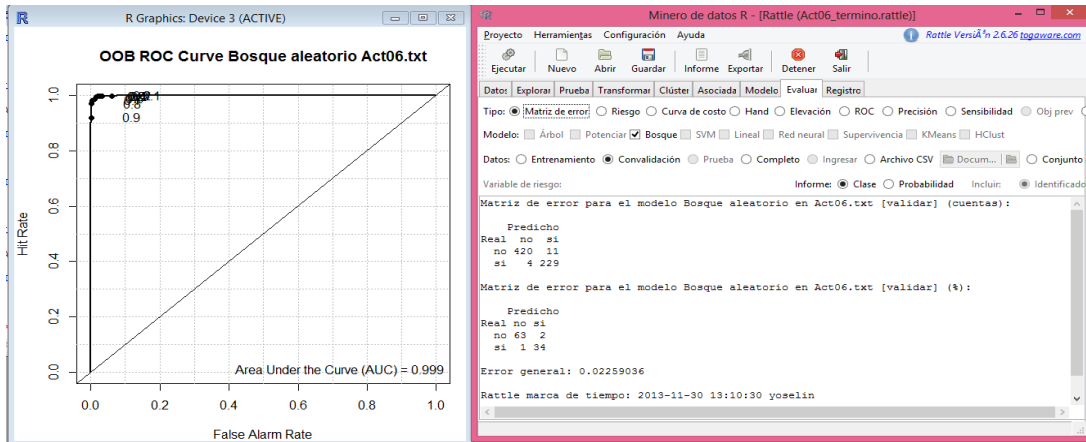 R Graphics: Device 3 (ACTIVE)
OOB ROC Curve Bosque aleatorio Act06.txt
Hit Rate
1.0
0.8
0.6
0.4
0.2
0.0
0.9
Area Under the Curve (AUC) = 0.999
0.0 0.2 0.4 0.6 0.8 1.0
False Alarm Rate
Minero de datos R - [Rattle (Act06_termino.rattle)]
Proyecto Herramientas Configuración Ayuda
Rattle VersiÃ³n 2.6.26 togaware.com
Ejecutar Nuevo Abrir Guardar Informe Exportar Detener Salir
Datos Explorar Prueba Transformar Clúster Asociada Modelo Evaluar Registro
Tipo: Matriz de error Riesgo Curva de costo Hand Elevación ROC Precisión Sensibilidad Obj prev
Modelo: Árbol Potenciar Bosque SVM Lineal Red neural Supervivencia KMeans HClust
Datos: Entrenamiento Convalidación Prueba Completo Ingresar Archivo CSV Docum... Conjunto
Variable de riesgo: Informe: Clase Probabilidad Incluir: Identificado
Matriz de error para el modelo Bosque aleatorio en Act06.txt [validar] (cuentas):
Predicho
Real no si
no 420 11
si 4 229
Matriz de error para el modelo Bosque aleatorio en Act06.txt [validar] (%):
Predicho
Real no si
no 63 2
si 1 34
Error general: 0.02259036
Rattle marca de tiempo: 2013-11-30 13:10:30 yoselin